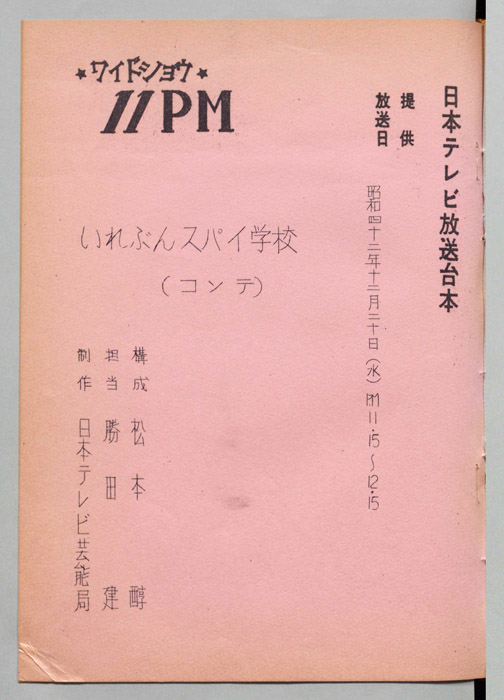 日本テレビ放送台本
提供
放送日 昭和四十二年十二月二十日（水）PM11.15〜12.15
★ワイドショウ★
11PM
いれぶんスパイ学校
（コンテ）
構成 松本 醇
担当 勝田 建
制作 日本テレビ芸能局